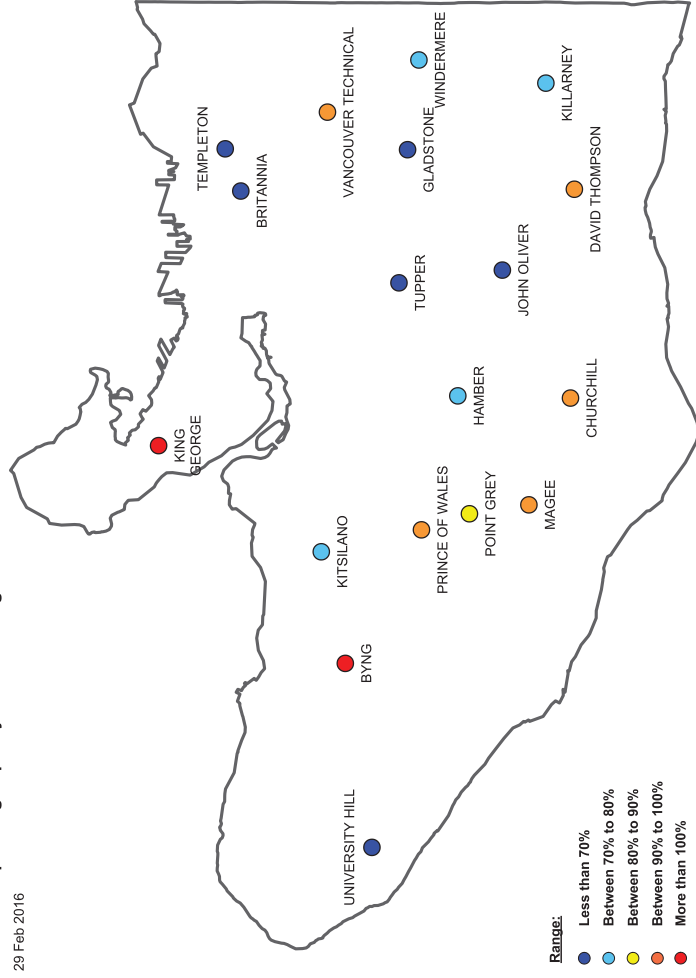 29 Feb 2016
TEMPLETON
BRITANNIA
VANCOUVER TECHNICAL
WINDERMERE
GLADSTONE
KILLARNEY
DAVID THOMPSON
TUPPER
JOHN OLIVER
HAMBER
CHURCHILL
KING
GEORGE
KITSILANO
PRINCE OF WALES
POINT GREY
MAGEE
BYNG
UNIVERSITY HILL
Range:
Less than 70%
Between 70% to 80%
Between 80% to 90%
Between 90% to 100%
More than 100%